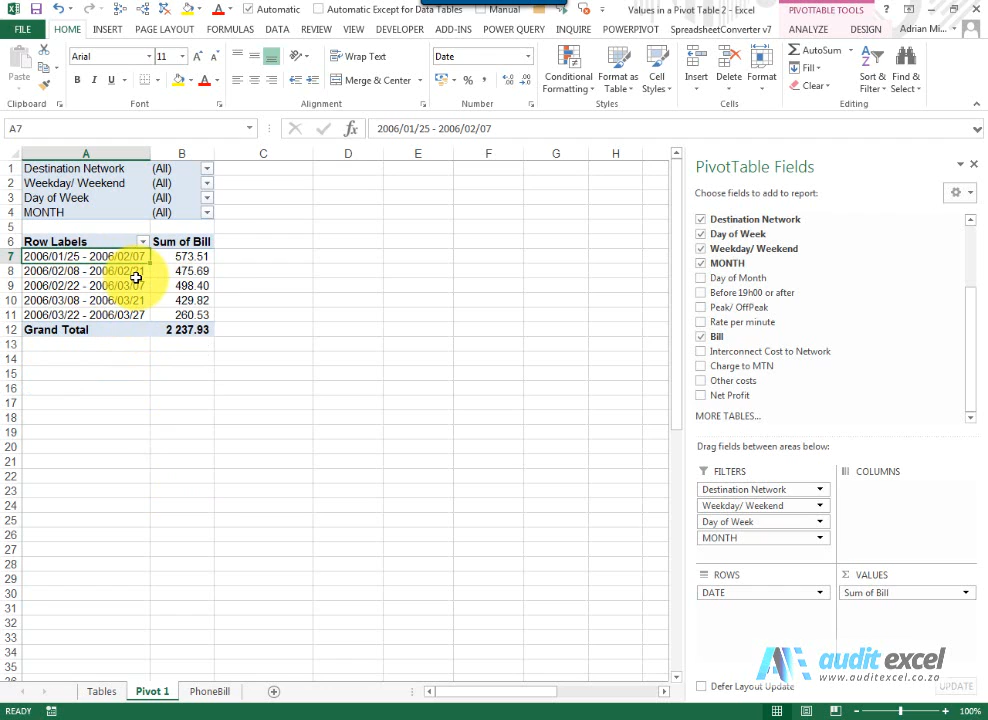 Automatic Automatic Except for Data Tables Manual
Values in a Pivot Table 2 - Excel
PIVOTTABLE TOOLS
FILE HOME INSERT PAGE LAYOUT FORMULAS DATA REVIEW VIEW DEVELOPER ADD-INS POWER QUERY INQUIRE POWERPIVOT SpreadsheetConverter v7 ANALYZE DESIGN Adrian Mi...
Paste
Arial 11
B I U
Wrap Text
Merge & Center
Date
Conditional Formatting
Format as Table
Cell Styles
Insert Delete Format
AutoSum
Fill
Clear
Sort & Filter
Find & Select
Clipboard Font Alignment Number Styles Cells Editing
A7 2006/01/25 - 2006/02/07
A B C D E F G H
1 Destination Network (All)
2 Weekday/ Weekend (All)
3 Day of Week (All)
4 MONTH (All)
5
6 Row Labels Sum of Bill
7 2006/01/25 - 2006/02/07 573.51
8 2006/02/08 - 2006/02/21 475.69
9 2006/02/22 - 2006/03/07 498.40
10 2006/03/08 - 2006/03/21 429.82
11 2006/03/22 - 2006/03/27 260.53
12 Grand Total 2 237.93
13
14
15
16
17
18
19
20
21
22
23
24
25
26
27
28
29
30
31
32
33
34
35
PivotTable Fields
Choose fields to add to report:
Destination Network
Day of Week
Weekday/ Weekend
MONTH
Day of Month
Before 19h00 or after
Peak/ OffPeak
Rate per minute
Bill
Interconnect Cost to Network
Charge to MTN
Other costs
Net Profit
MORE TABLES...
Drag fields between areas below:
FILTERS COLUMNS
Destination Network
Weekday/ Weekend
Day of Week
MONTH
ROWS VALUES
DATE Sum of Bill
audit excel
www.auditexcel.co.za
Defer Layout Update UPDATE
Tables Pivot 1 PhoneBill
READY 100%